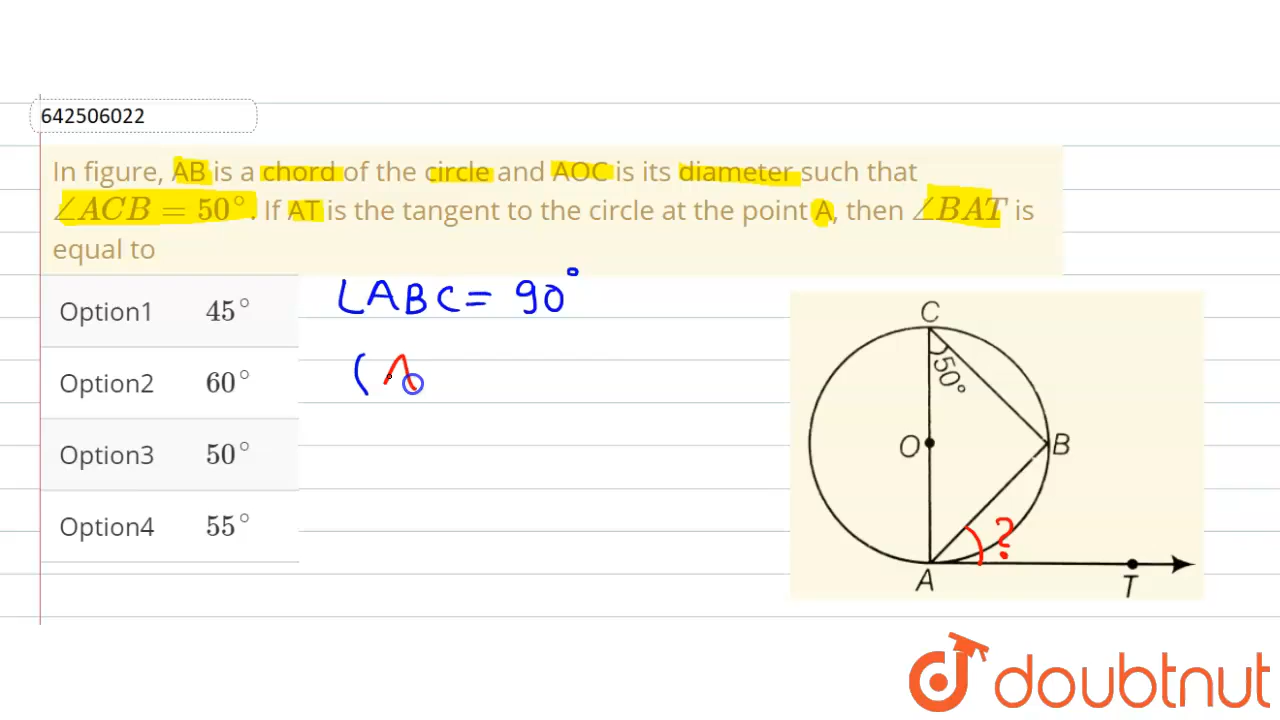 642506022
In figure, AB is a chord of the circle and AOC is its diameter such that
∠ACB = 50°. If AT is the tangent to the circle at the point A, then ∠BAT is
equal to
Option1 45°
Option2 60°
Option3 50°
Option4 55°
∠ABC = 90°
(
C
50°
O
B
?
A
T
doubtnut